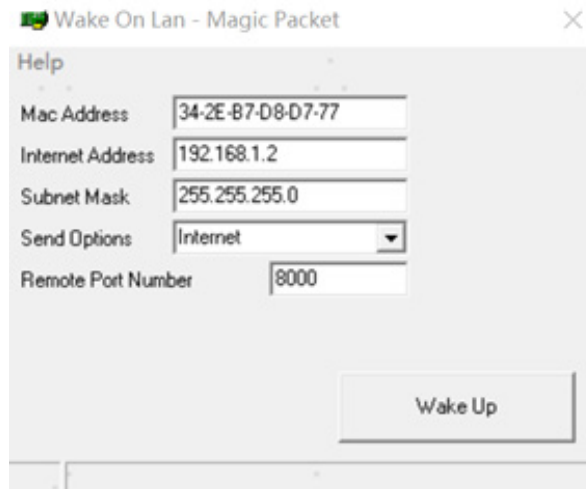 Wake On Lan - Magic Packet
Help
Mac Address 34-2E-B7-D8-D7-77
Internet Address 192.168.1.2
Subnet Mask 255.255.255.0
Send Options Internet
Remote Port Number 8000
Wake Up